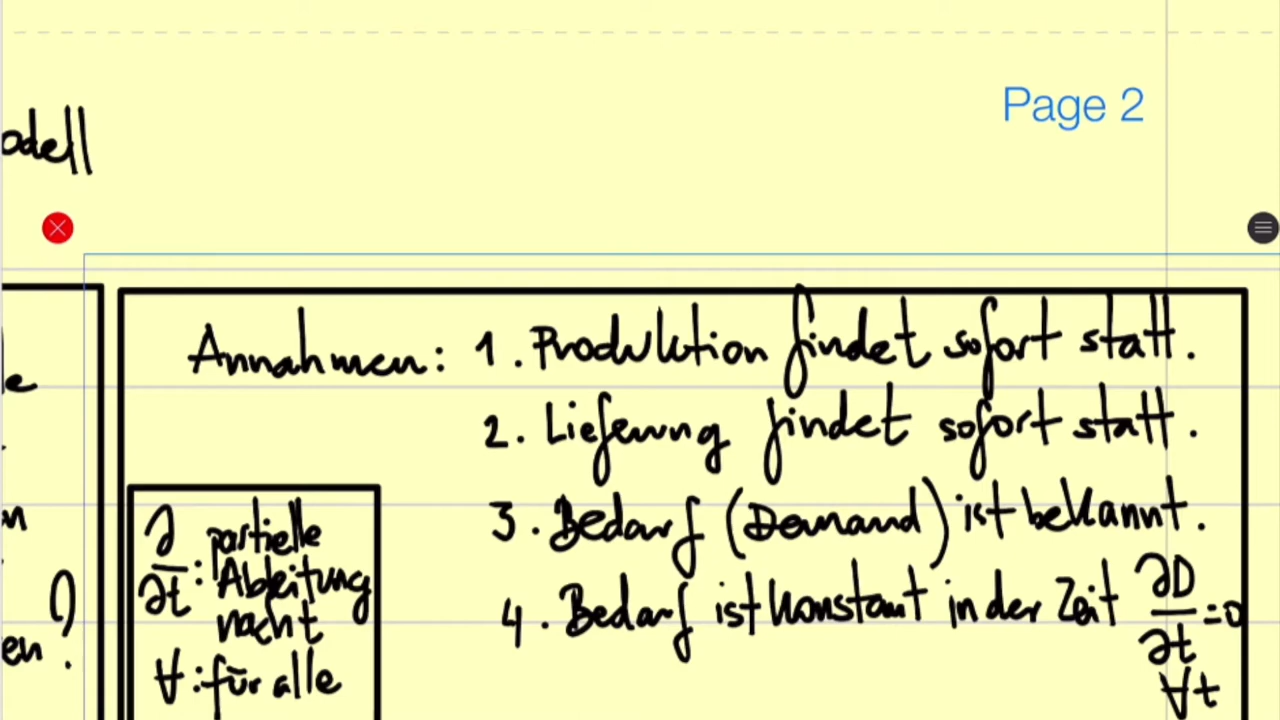 Page 2
odell
Annahmen: 1. Produktion findet sofort statt.
2. Lieferung findet sofort statt.
3. Bedarf (Demand) ist bekannt.
4. Bedarf ist konstant in der Zeit ∂D/∂t = 0
∀t
∂/∂t: partielle
Ableitung
nach t
∀: für alle
e
n
en?